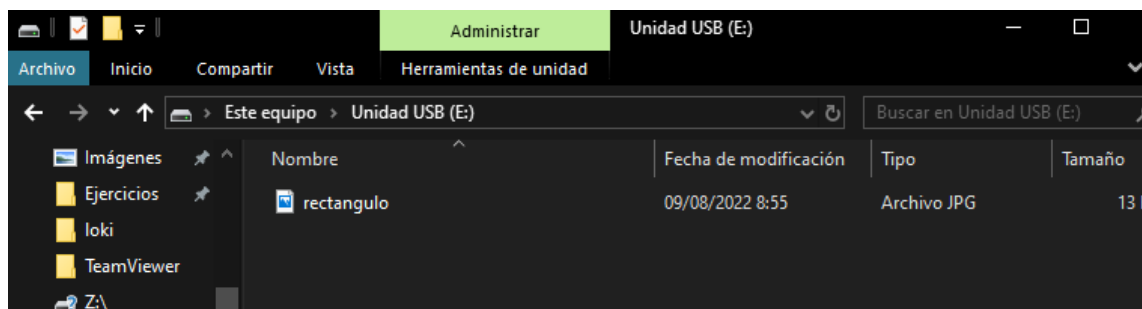 Administrar
Unidad USB (E:)
Archivo Inicio Compartir Vista Herramientas de unidad
Este equipo › Unidad USB (E:)
Buscar en Unidad USB (E:)
Imágenes
Nombre Fecha de modificación Tipo Tamaño
Ejercicios
rectangulo 09/08/2022 8:55 Archivo JPG 13
loki
TeamViewer
Z:\